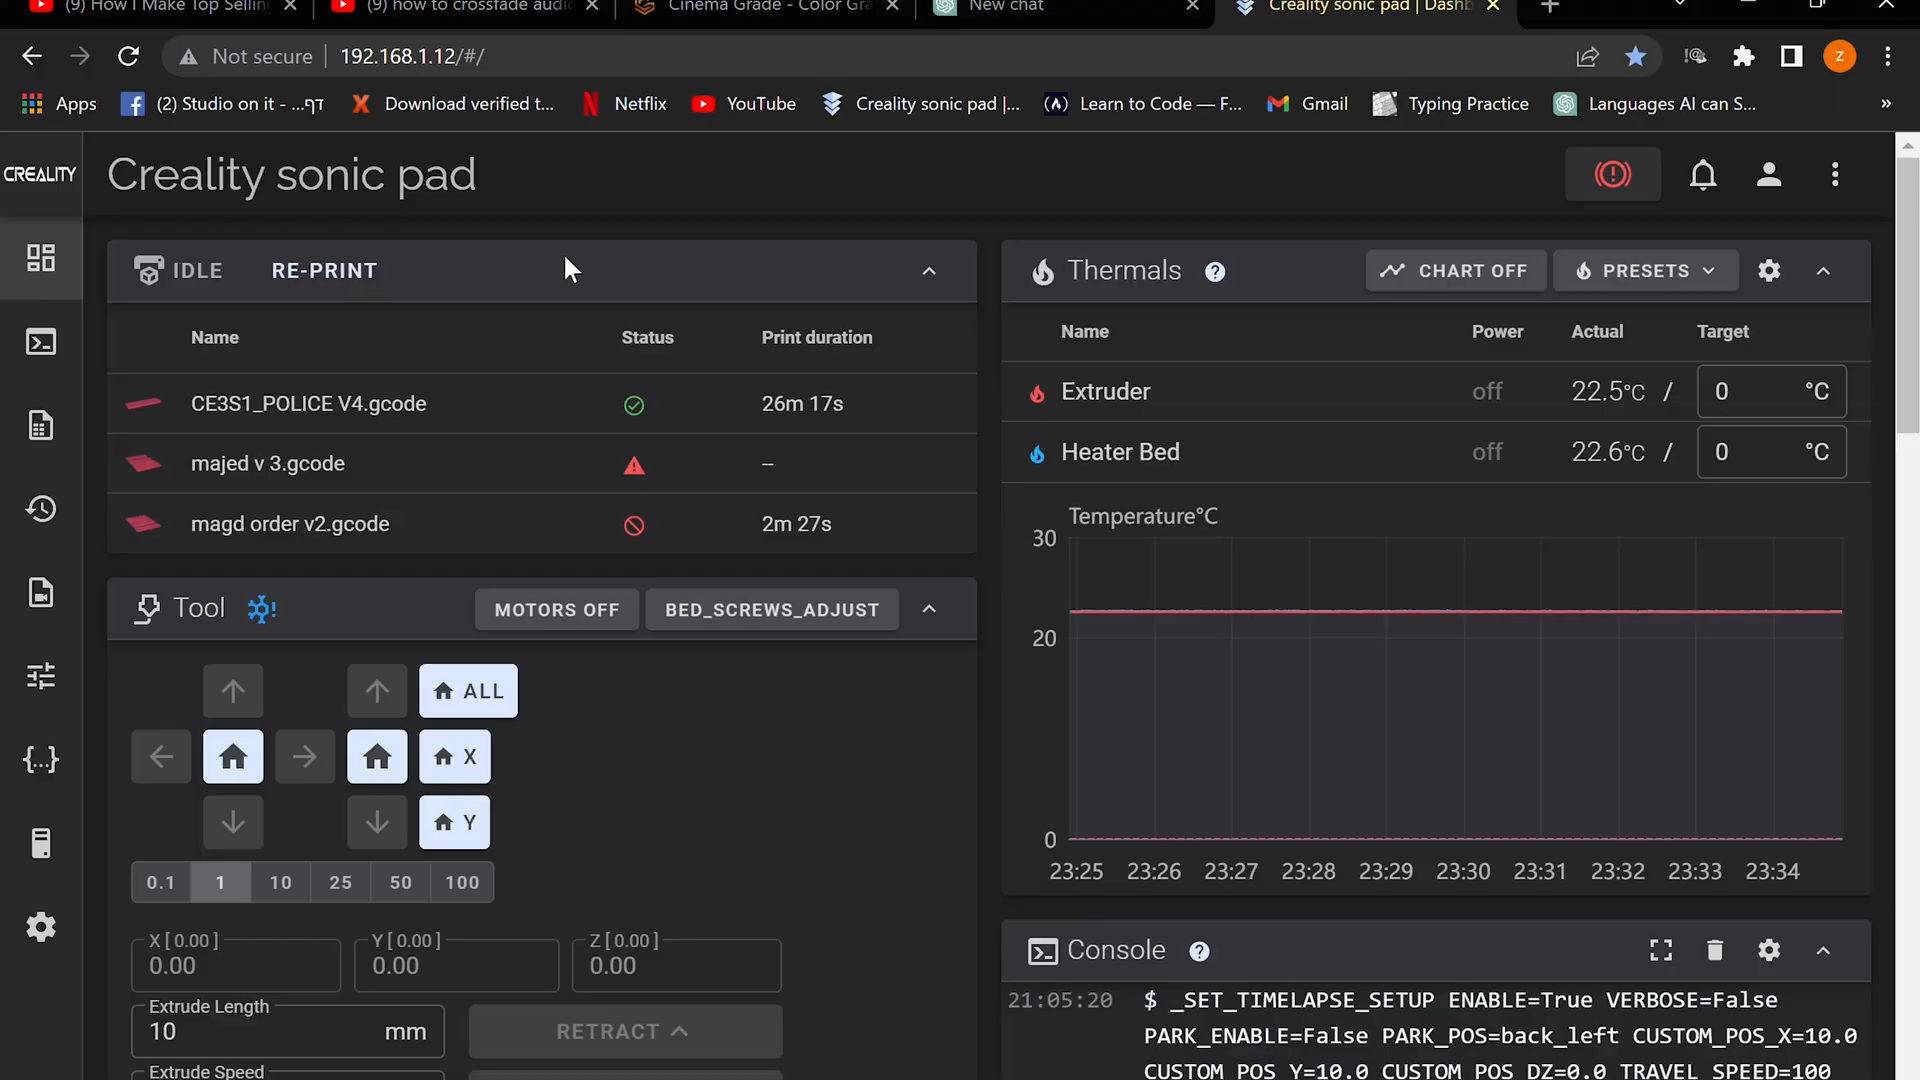 (9) How I Make Top Selling
(9) how to crossfade audi
Cinema Grade - Color Gra
New chat
Creality sonic pad | Dashb
Not secure
192.168.1.12/#/
Z
Apps
(2) Studio on it - ...דף
Download verified t...
Netflix
YouTube
Creality sonic pad |...
Learn to Code — F...
Gmail
Typing Practice
Languages AI can S...
»
CREALITY
Creality sonic pad
IDLE RE-PRINT
Name Status Print duration
CE3S1_POLICE V4.gcode 26m 17s
majed v 3.gcode --
magd order v2.gcode 2m 27s
Tool MOTORS OFF BED_SCREWS_ADJUST
ALL
X
Y
0.1 1 10 25 50 100
X [ 0.00 ] Y [ 0.00 ] Z [ 0.00 ]
0.00 0.00 0.00
Extrude Length
10 mm RETRACT
Extrude Speed
Thermals CHART OFF PRESETS
Name Power Actual Target
Extruder off 22.5°C / 0 °C
Heater Bed off 22.6°C / 0 °C
Temperature°C
30
20
0
23:25 23:26 23:27 23:28 23:29 23:30 23:31 23:32 23:33 23:34
Console
21:05:20 $ _SET_TIMELAPSE_SETUP ENABLE=True VERBOSE=False
PARK_ENABLE=False PARK_POS=back_left CUSTOM_POS_X=10.0
CUSTOM_POS_Y=10.0 CUSTOM_POS_DZ=0.0 TRAVEL_SPEED=100